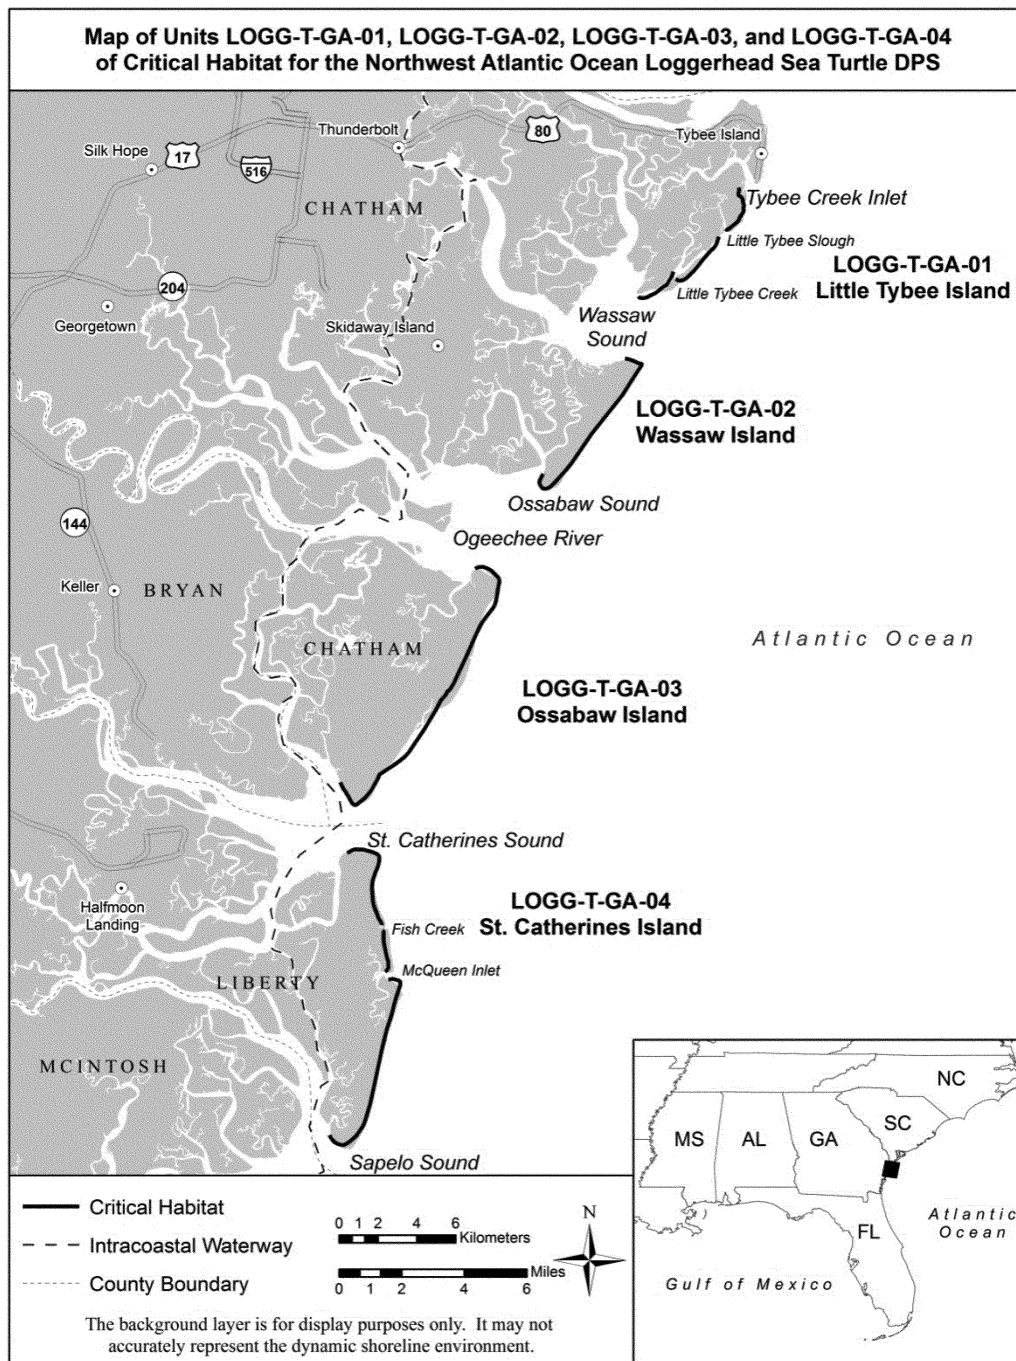 Map of Units LOGG-T-GA-01, LOGG-T-GA-02, LOGG-T-GA-03, and LOGG-T-GA-04
of Critical Habitat for the Northwest Atlantic Ocean Loggerhead Sea Turtle DPS
Thunderbolt
80
Tybee Island
Silk Hope
17
516
CHATHAM
Tybee Creek Inlet
Little Tybee Slough
LOGG-T-GA-01
Little Tybee Island
204
Little Tybee Creek
Georgetown
Skidaway Island
Wassaw
Sound
LOGG-T-GA-02
Wassaw Island
Ossabaw Sound
144
Ogeechee River
Keller
BRYAN
CHATHAM
Atlantic Ocean
LOGG-T-GA-03
Ossabaw Island
St. Catherines Sound
Halfmoon
Landing
LOGG-T-GA-04
St. Catherines Island
Fish Creek
McQueen Inlet
LIBERTY
MCINTOSH
Sapelo Sound
NC
SC
MS
AL
GA
FL
Atlantic
Ocean
Gulf of Mexico
Critical Habitat
Intracoastal Waterway
County Boundary
0 1 2 4 6
Kilometers
Miles
0 1 2 4 6
N
The background layer is for display purposes only. It may not
accurately represent the dynamic shoreline environment.